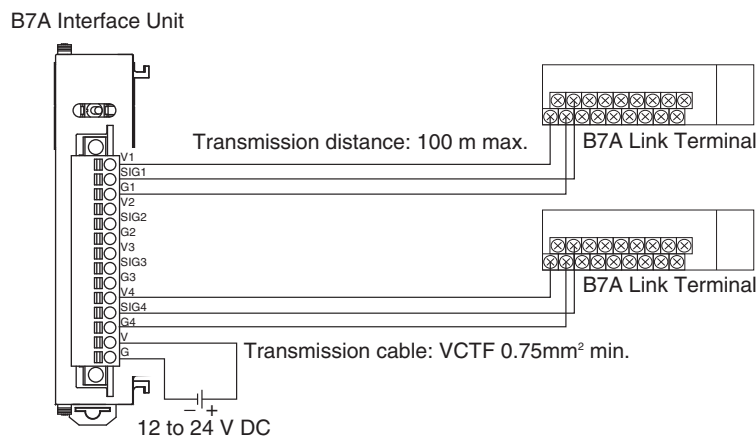 B7A Interface Unit
Transmission distance: 100 m max.
B7A Link Terminal
V1
SIG1
G1
V2
SIG2
G2
V3
SIG3
G3
V4
SIG4
G4
V
G
B7A Link Terminal
Transmission cable: VCTF 0.75mm² min.
− +
12 to 24 V DC